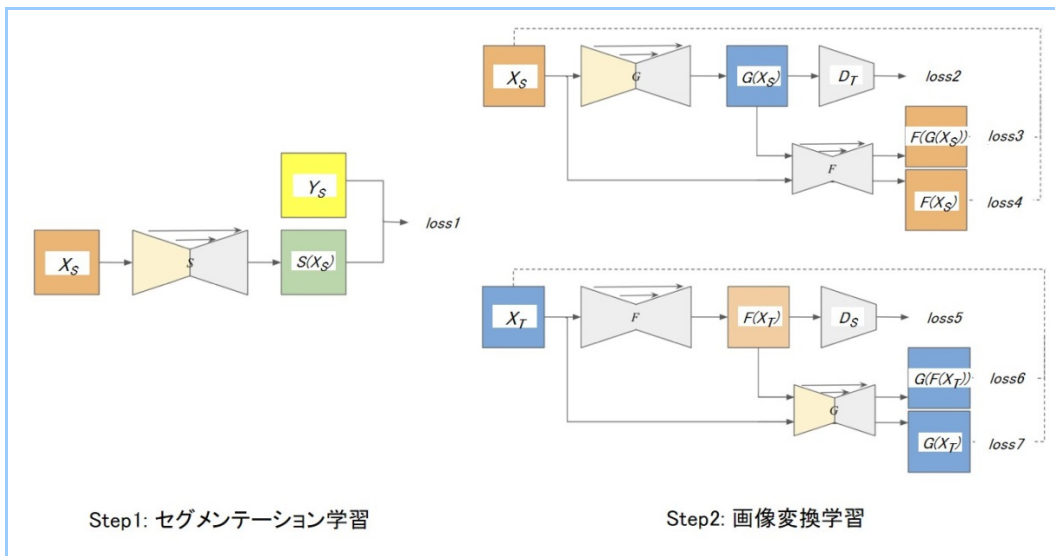 Y_S
loss1
X_S
S
S(X_S)
Step1: セグメンテーション学習
X_S
G
G(X_S)
D_T
loss2
F(G(X_S))
loss3
F
F(X_S)
loss4
X_T
F
F(X_T)
D_S
loss5
G(F(X_T))
loss6
G
G(X_T)
loss7
Step2: 画像変換学習